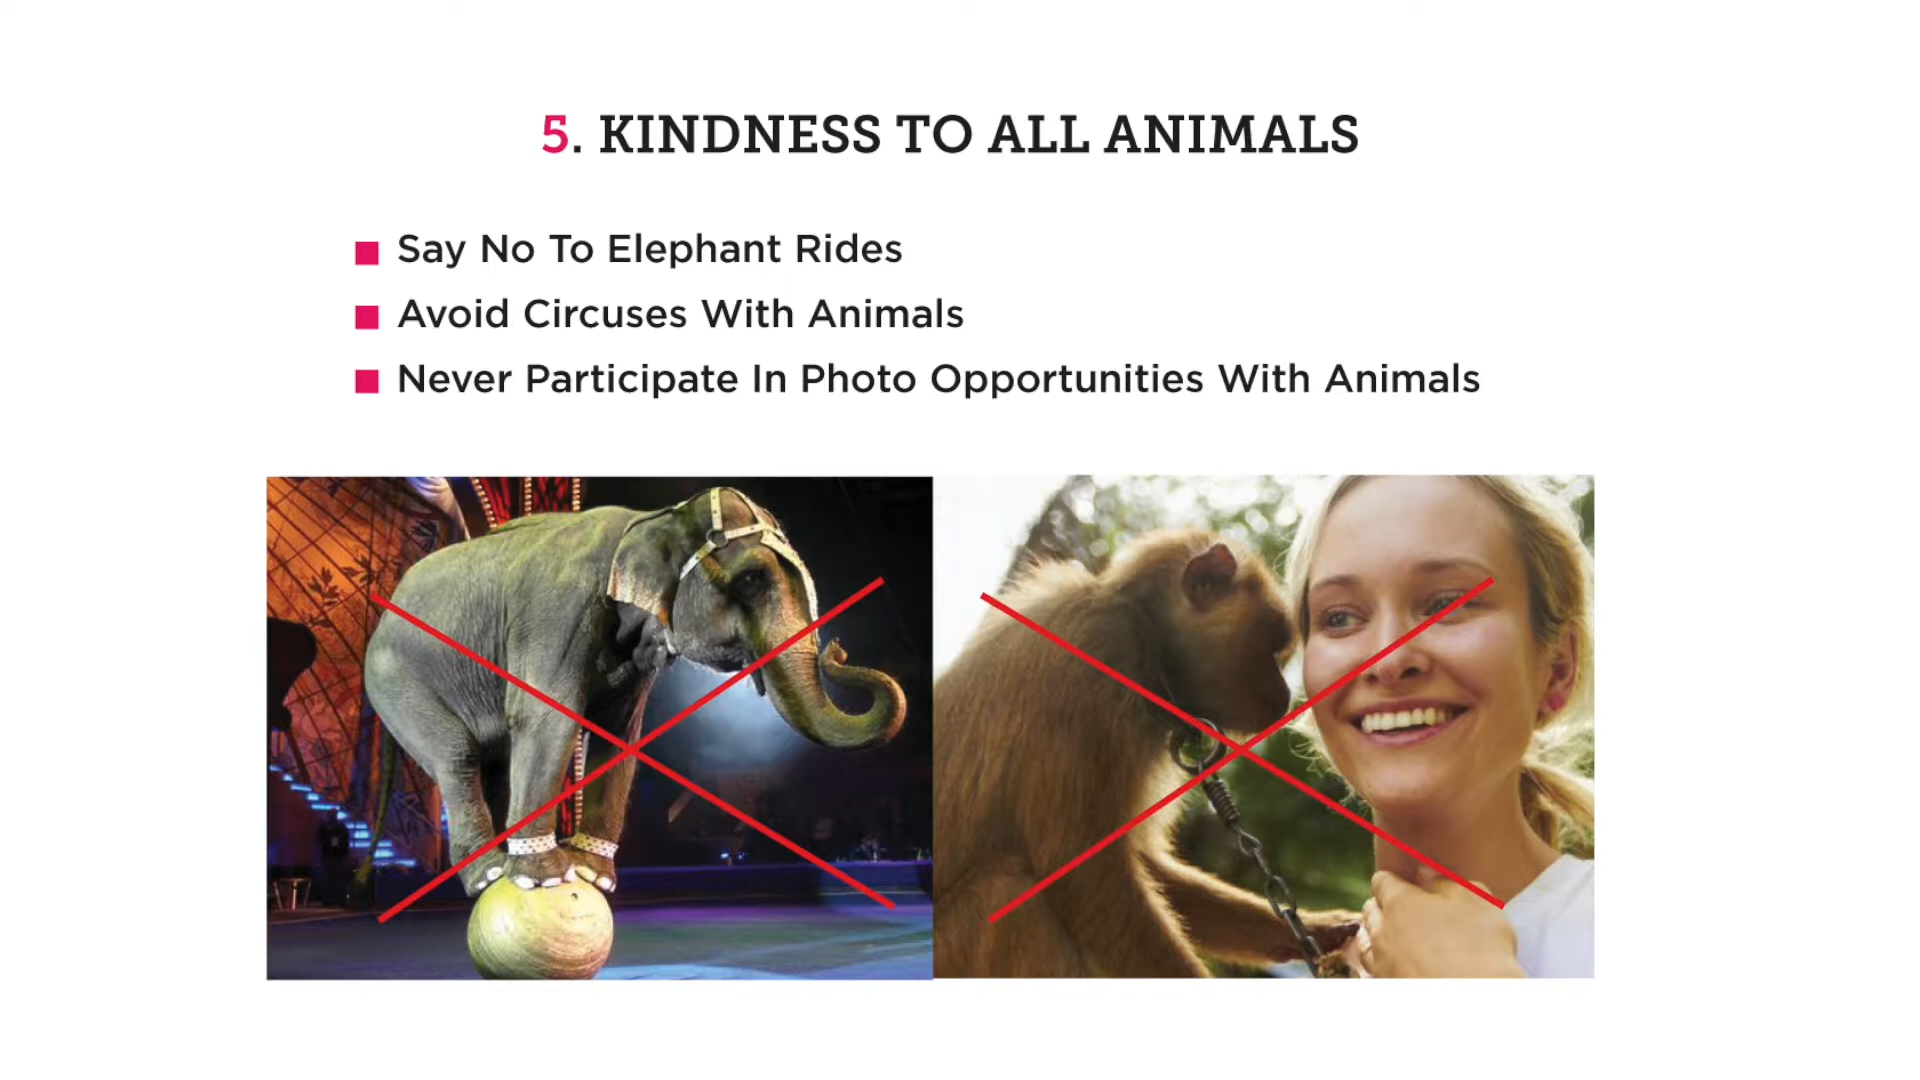 5. KINDNESS TO ALL ANIMALS
Say No To Elephant Rides
Avoid Circuses With Animals
Never Participate In Photo Opportunities With Animals